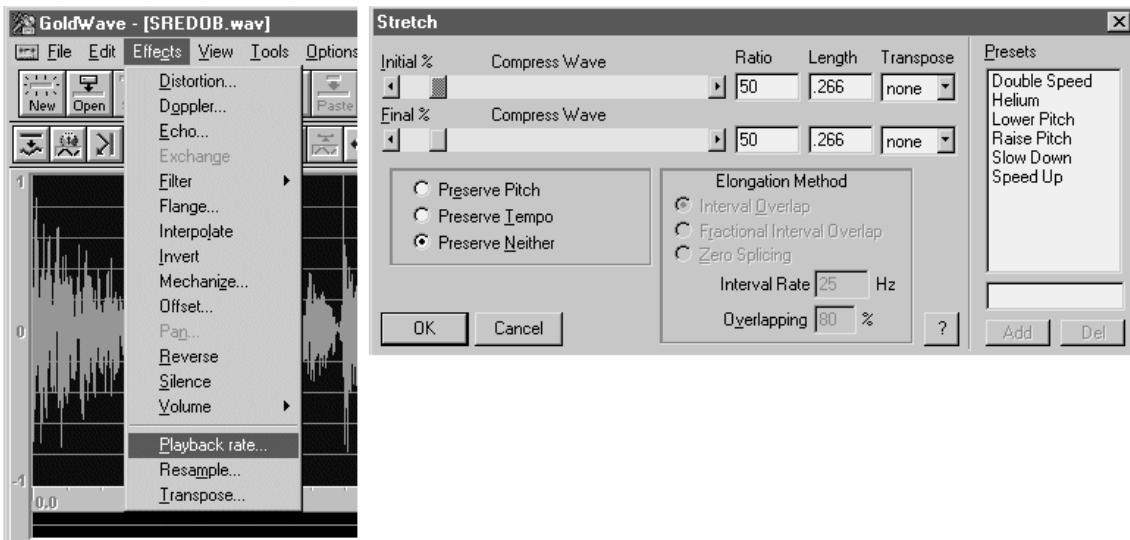 GoldWave - [SREDOB.wav]
File Edit Effects View Tools Options
New Open Paste
Distortion...
Doppler...
Echo...
Exchange
Filter
Flange...
Interpolate
Invert
Mechanize...
Offset...
Pan...
Reverse
Silence
Volume
Playback rate...
Resample...
Transpose...
1
0
-1
0,0
Stretch
Initial % Compress Wave Ratio Length Transpose
50 .266 none
Final % Compress Wave
50 .266 none
Preserve Pitch
Preserve Tempo
Preserve Neither
Elongation Method
Interval Overlap
Fractional Interval Overlap
Zero Splicing
Interval Rate 25 Hz
Overlapping 80 %
OK Cancel ?
Presets
Double Speed
Helium
Lower Pitch
Raise Pitch
Slow Down
Speed Up
Add Del